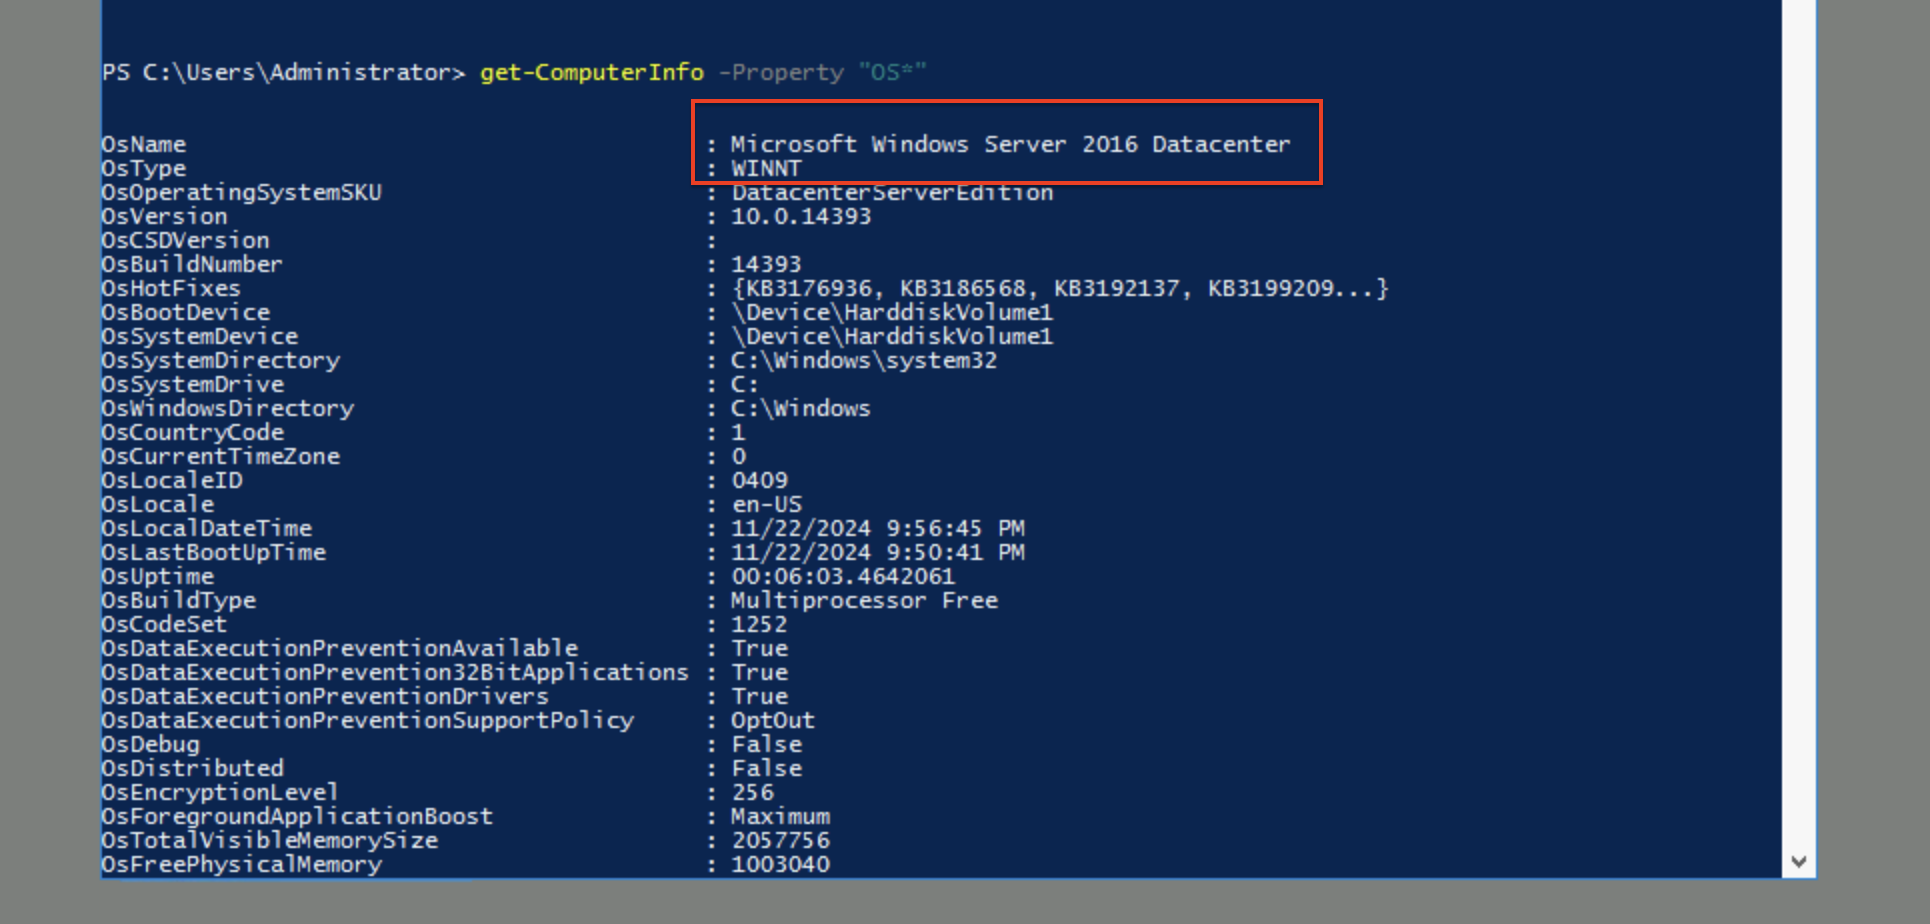 PS C:\Users\Administrator> get-ComputerInfo -Property "OS*"
OsName : Microsoft Windows Server 2016 Datacenter
OsType : WINNT
OsOperatingSystemSKU : DatacenterServerEdition
OsVersion : 10.0.14393
OsCSDVersion :
OsBuildNumber : 14393
OsHotFixes : {KB3176936, KB3186568, KB3192137, KB3199209...}
OsBootDevice : \Device\HarddiskVolume1
OsSystemDevice : \Device\HarddiskVolume1
OsSystemDirectory : C:\Windows\system32
OsSystemDrive : C:
OsWindowsDirectory : C:\Windows
OsCountryCode : 1
OsCurrentTimeZone : 0
OsLocaleID : 0409
OsLocale : en-US
OsLocalDateTime : 11/22/2024 9:56:45 PM
OsLastBootUpTime : 11/22/2024 9:50:41 PM
OsUptime : 00:06:03.4642061
OsBuildType : Multiprocessor Free
OsCodeSet : 1252
OsDataExecutionPreventionAvailable : True
OsDataExecutionPrevention32BitApplications : True
OsDataExecutionPreventionDrivers : True
OsDataExecutionPreventionSupportPolicy : OptOut
OsDebug : False
OsDistributed : False
OsEncryptionLevel : 256
OsForegroundApplicationBoost : Maximum
OsTotalVisibleMemorySize : 2057756
OsFreePhysicalMemory : 1003040